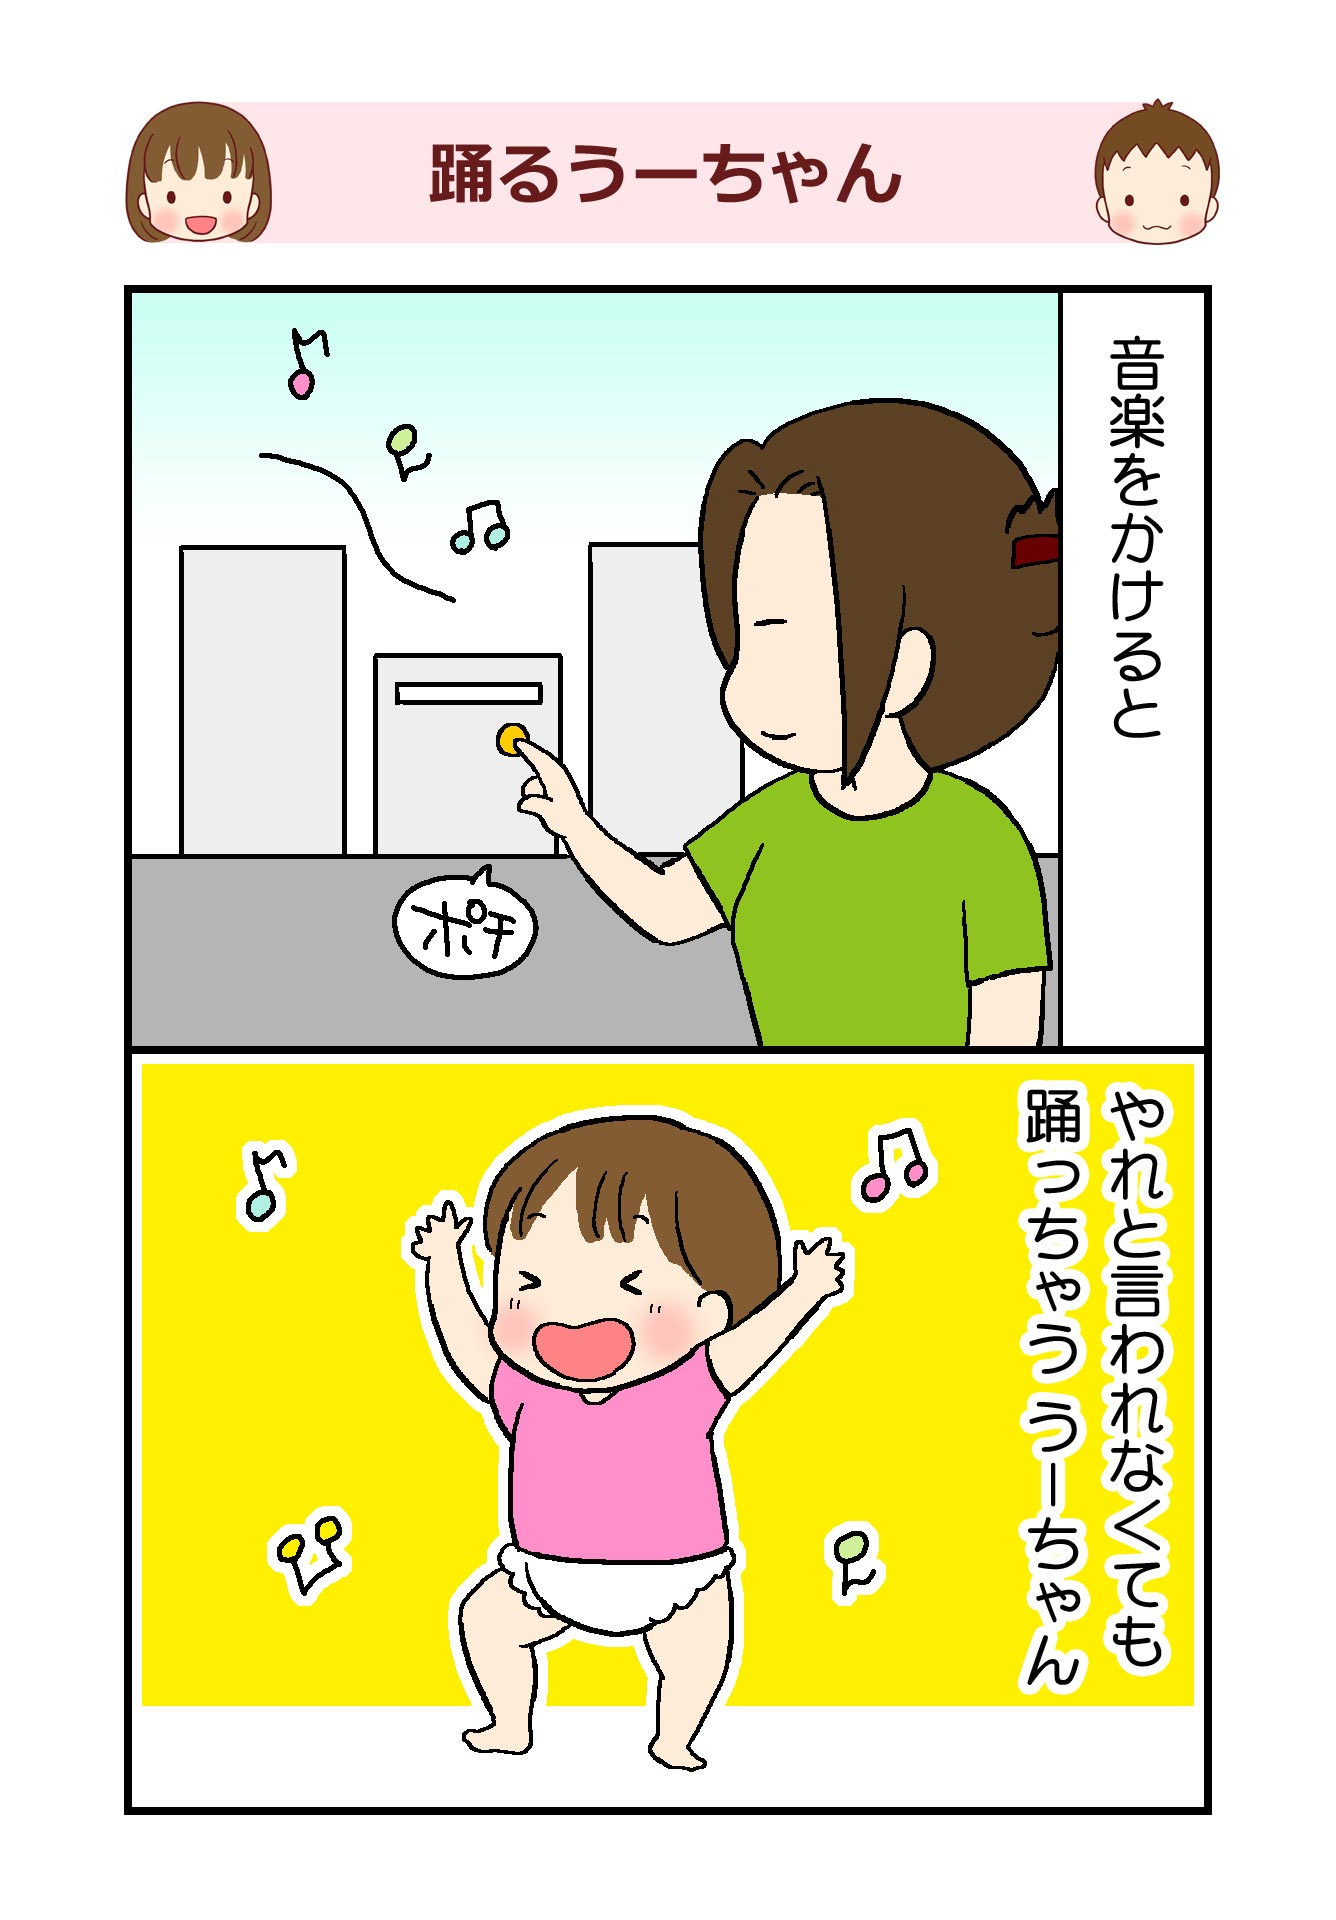 踊るうーちゃん
音楽をかけると
ポチ
やれと言われなくても
踊っちゃう うーちゃん